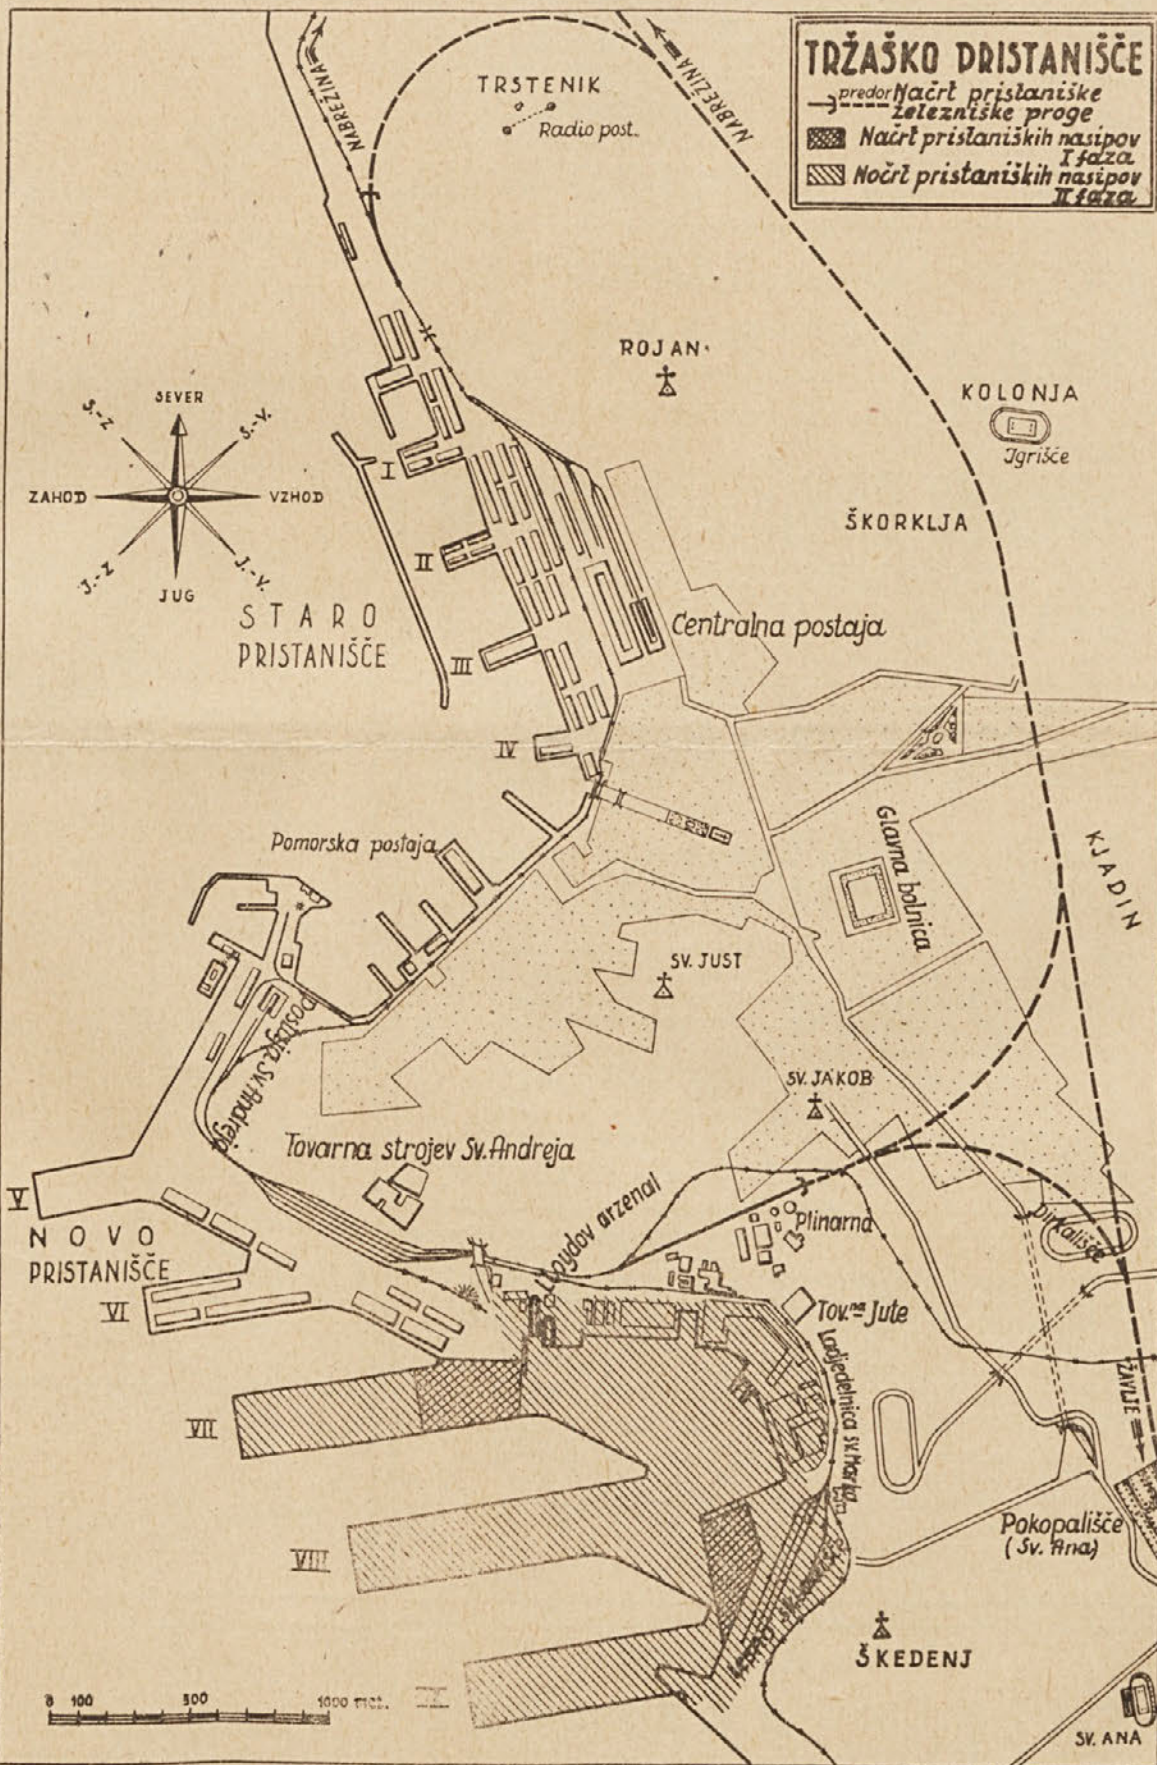 TRŽAŠKO PRISTANIŠČE
predor Načrt pristaniške
železniške proge
Načrt pristaniških nasipov
I faza
Nočrt pristaniških nasipov
II faza
NABREŽINA
NABREŽINA
TRSTENIK
Radio post.
ROJAN
KOLONJA
Igrišče
ŠKORKLJA
SEVER
S.-Z
S.-V.
ZAHOD
VZHOD
J.-Z
J.-V.
JUG
I
II
III
IV
STARO
PRISTANIŠČE
Centralna postaja
Pomorska postaja
Glavna bolnica
KJADIN
SV. JUST
SV. JAKOB
Postaja Sv. Andreja
Tovarna strojev Sv. Andreja
Lloydov arzenal
Plinarna
Dirkališče
V
NOVO
PRISTANIŠČE
VI
Tov.na Jute
Ladjedelnica sv. Marka
ŽAVLJE
VII
VIII
Pokopališče
(Sv. Ana)
ŠKEDENJ
SV. ANA
0 100 500 1000 met.